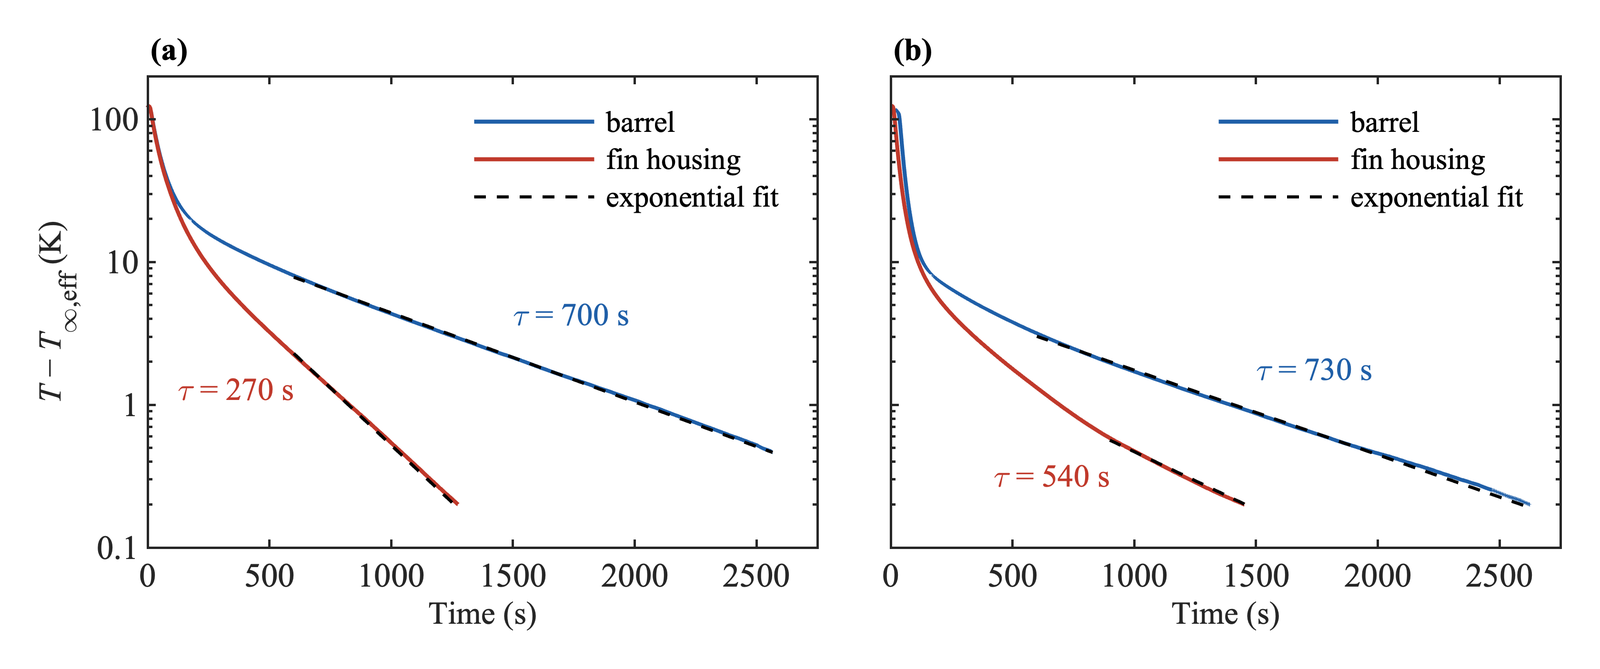 (a)
barrel
fin housing
exponential fit
τ = 700 s
τ = 270 s
100
10
1
0.1
T − T∞,eff (K)
0 500 1000 1500 2000 2500
Time (s)
(b)
barrel
fin housing
exponential fit
τ = 730 s
τ = 540 s
0 500 1000 1500 2000 2500
Time (s)